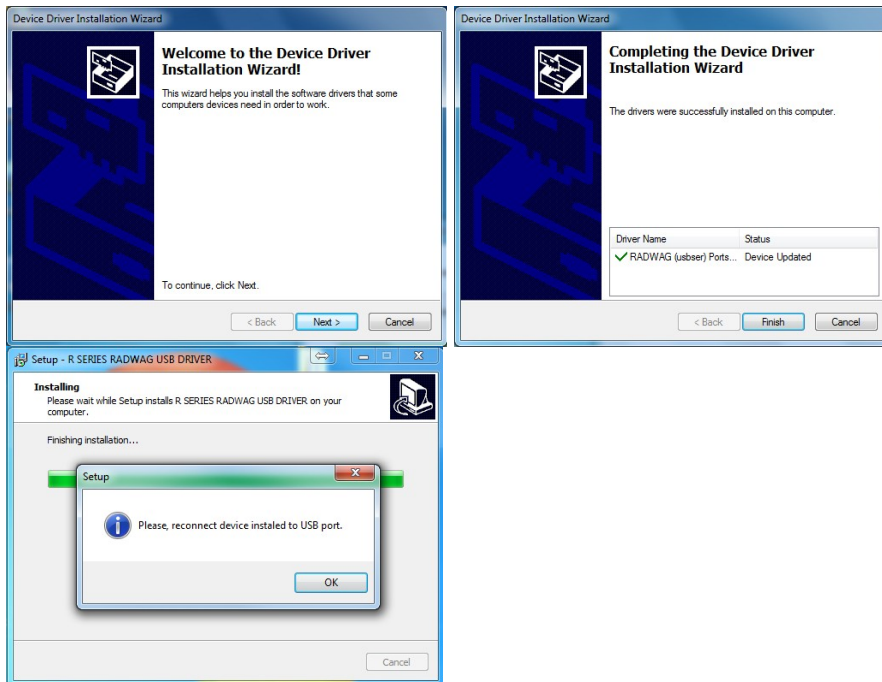 Device Driver Installation Wizard
Welcome to the Device Driver
Installation Wizard!
This wizard helps you install the software drivers that some
computers devices need in order to work.
To continue, click Next.
< Back
Next >
Cancel
Device Driver Installation Wizard
Completing the Device Driver
Installation Wizard
The drivers were successfully installed on this computer.
Driver Name Status
RADWAG (usbser) Ports... Device Updated
< Back
Finish
Cancel
Setup - R SERIES RADWAG USB DRIVER
Installing
Please wait while Setup installs R SERIES RADWAG USB DRIVER on your
computer.
Finishing installation...
Setup
Please, reconnect device instaled to USB port.
OK
Cancel